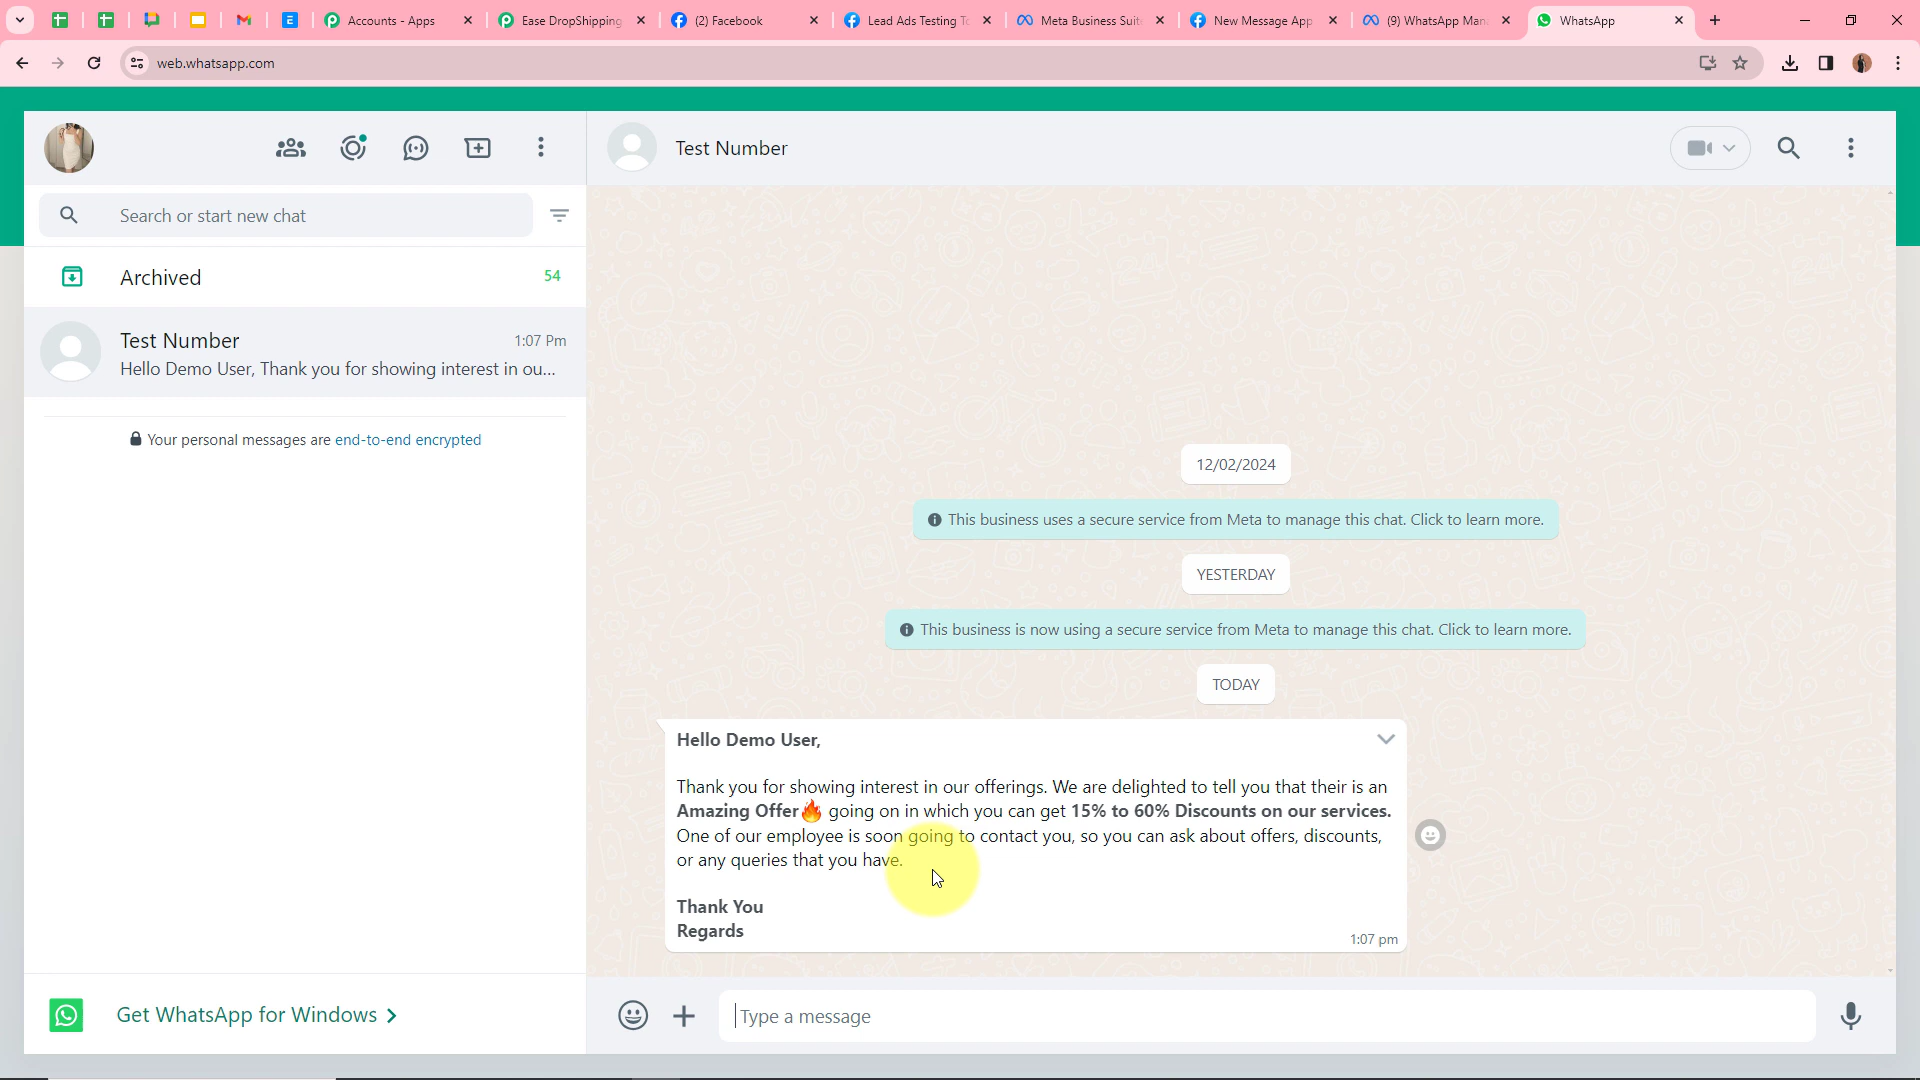 Accounts - Apps
Ease DropShipping
(2) Facebook
Lead Ads Testing To
Meta Business Suite
New Message App
(9) WhatsApp Man
WhatsApp
web.whatsapp.com
Test Number
Search or start new chat
Archived 54
Test Number 1:07 Pm
Hello Demo User, Thank you for showing interest in ou...
Your personal messages are end-to-end encrypted
Get WhatsApp for Windows
12/02/2024
This business uses a secure service from Meta to manage this chat. Click to learn more.
YESTERDAY
This business is now using a secure service from Meta to manage this chat. Click to learn more.
TODAY
Hello Demo User,
Thank you for showing interest in our offerings. We are delighted to tell you that their is an
Amazing Offer🔥 going on in which you can get 15% to 60% Discounts on our services.
One of our employee is soon going to contact you, so you can ask about offers, discounts,
or any queries that you have.
Thank You
Regards
1:07 pm
Type a message